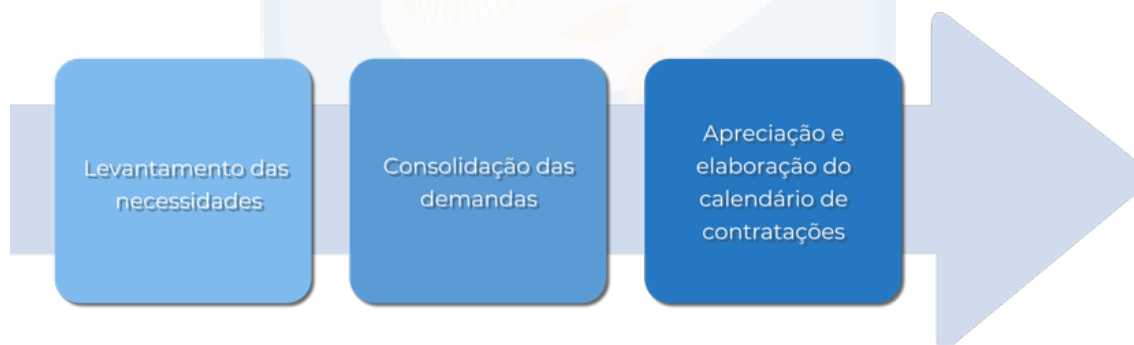 Levantamento das
necessidades
Consolidação das
demandas
Apreciação e
elaboração do
calendário de
contratações